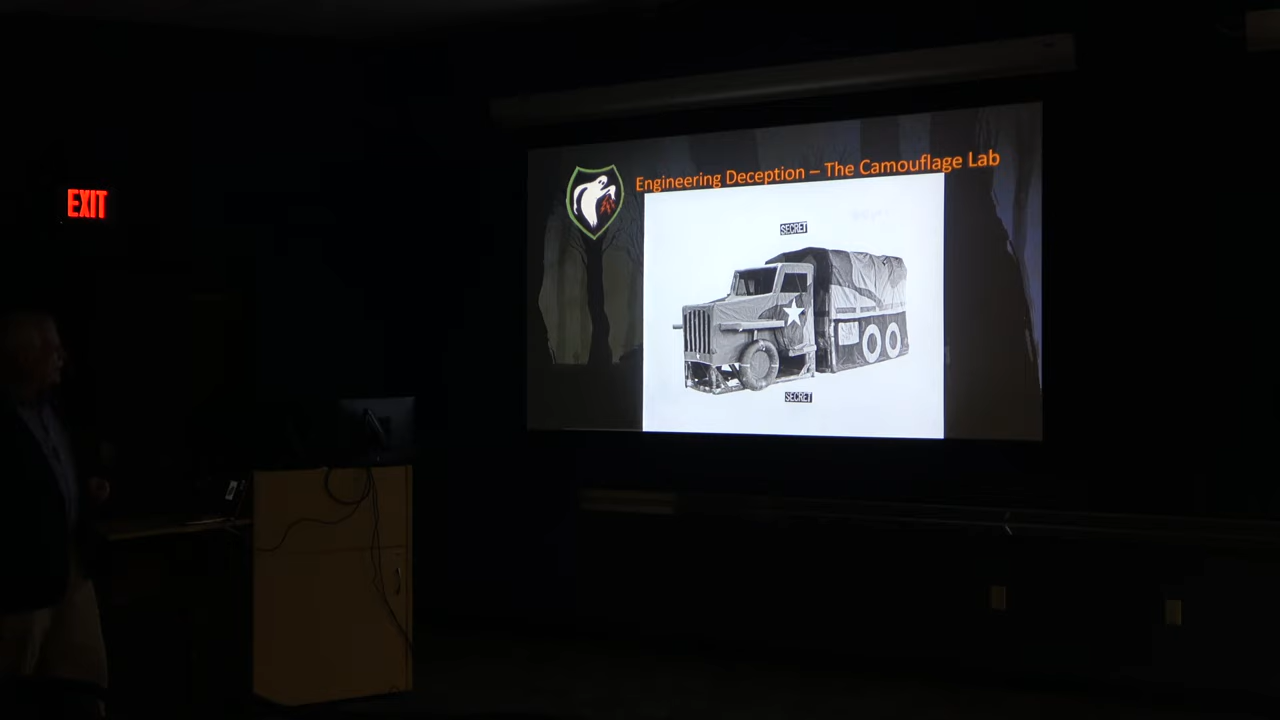 EXIT
Engineering Deception – The Camouflage Lab
SECRET
SECRET